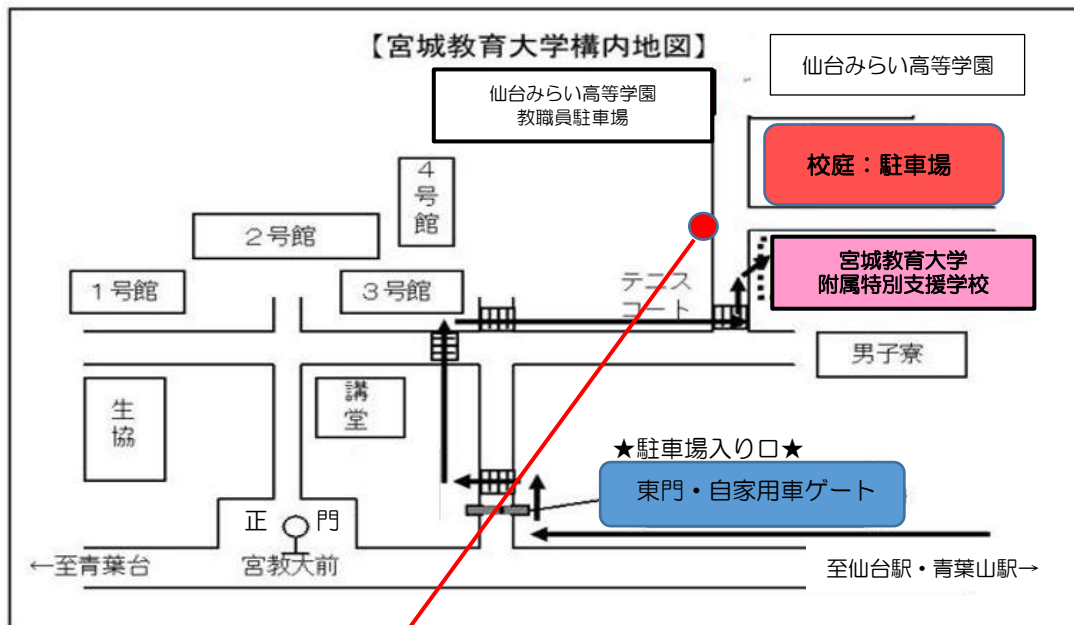 【宮城教育大学構内地図】
仙台みらい高等学園
仙台みらい高等学園
教職員駐車場
校庭：駐車場
4号館
2号館
宮城教育大学
附属特別支援学校
1号館
3号館
テニス
コート
男子寮
生協
講堂
★駐車場入り口★
東門・自家用車ゲート
正門
←至青葉台
宮教大前
至仙台駅・青葉山駅→